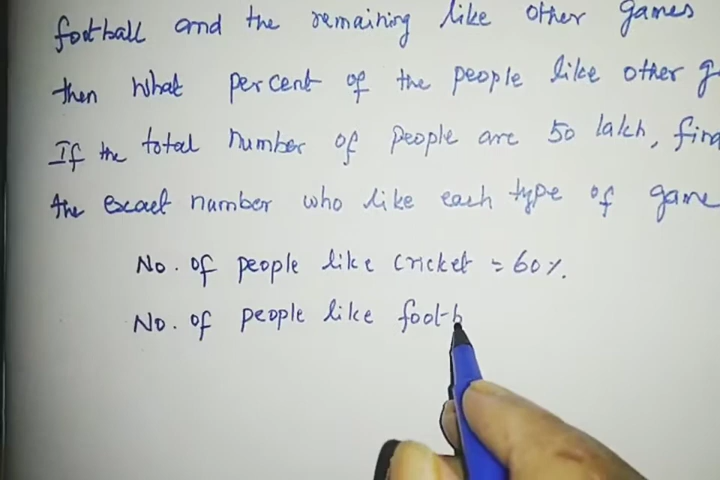 football and the remaining like other games
then what percent of the people like other
If the total number of people are 50 lakh, find
the exact number who like each type of game
No. of people like cricket = 60%.
No. of people like footb